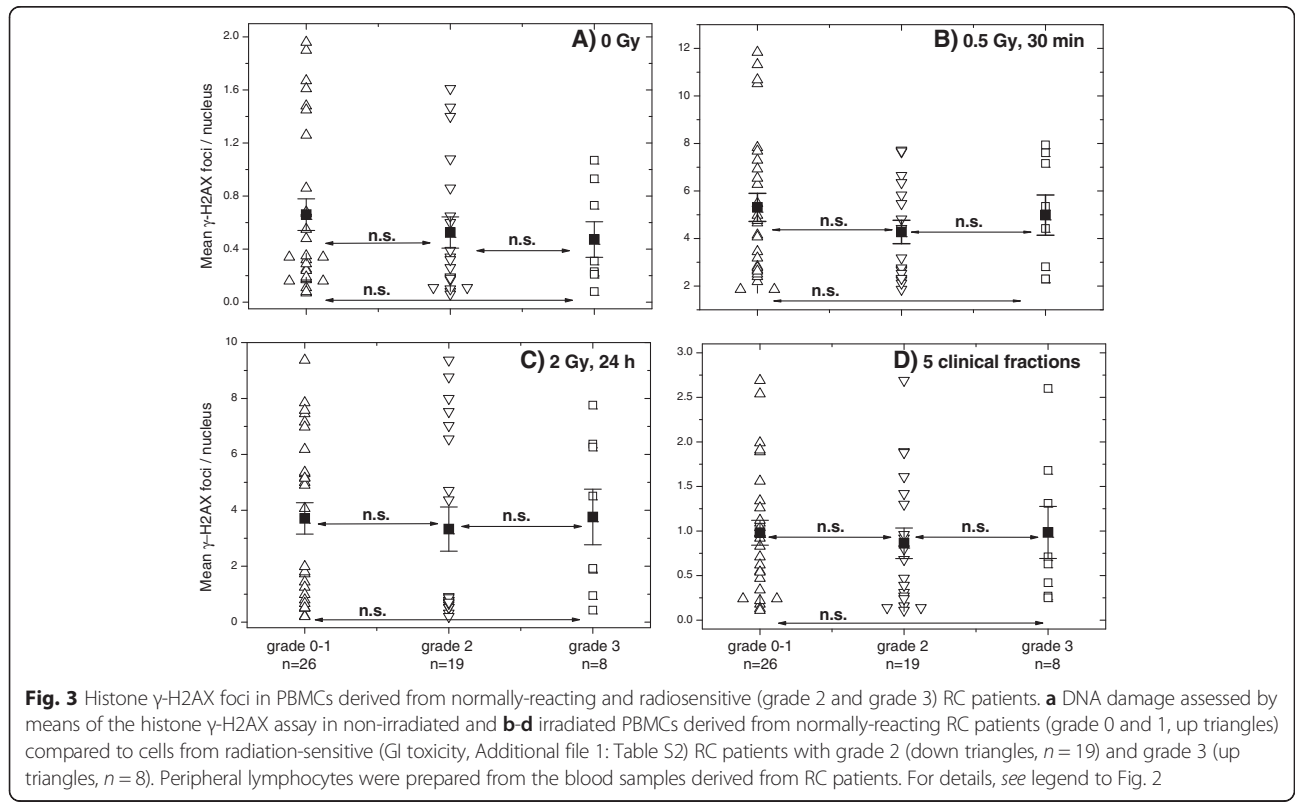 A) 0 Gy
Mean γ-H2AX foci / nucleus
2.0
1.6
1.2
0.8
0.4
0.0
n.s.
n.s.
n.s.
B) 0.5 Gy, 30 min
12
10
8
6
4
2
n.s.
n.s.
n.s.
C) 2 Gy, 24 h
Mean γ–H2AX foci / nucleus
10
8
6
4
2
0
n.s.
n.s.
n.s.
grade 0-1
n=26
grade 2
n=19
grade 3
n=8
D) 5 clinical fractions
3.0
2.5
2.0
1.5
1.0
0.5
0.0
n.s.
n.s.
n.s.
grade 0-1
n=26
grade 2
n=19
grade 3
n=8
Fig. 3 Histone γ-H2AX foci in PBMCs derived from normally-reacting and radiosensitive (grade 2 and grade 3) RC patients. a DNA damage assessed by
means of the histone γ-H2AX assay in non-irradiated and b-d irradiated PBMCs derived from normally-reacting RC patients (grade 0 and 1, up triangles)
compared to cells from radiation-sensitive (GI toxicity, Additional file 1: Table S2) RC patients with grade 2 (down triangles, n = 19) and grade 3 (up
triangles, n = 8). Peripheral lymphocytes were prepared from the blood samples derived from RC patients. For details, see legend to Fig. 2